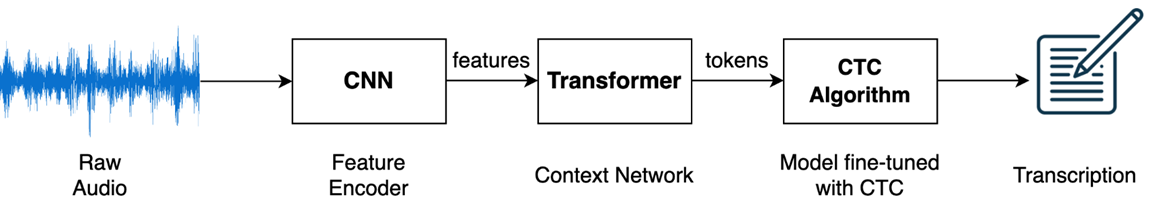 CNN
features
Transformer
tokens
CTC
Algorithm
Raw
Audio
Feature
Encoder
Context Network
Model fine-tuned
with CTC
Transcription